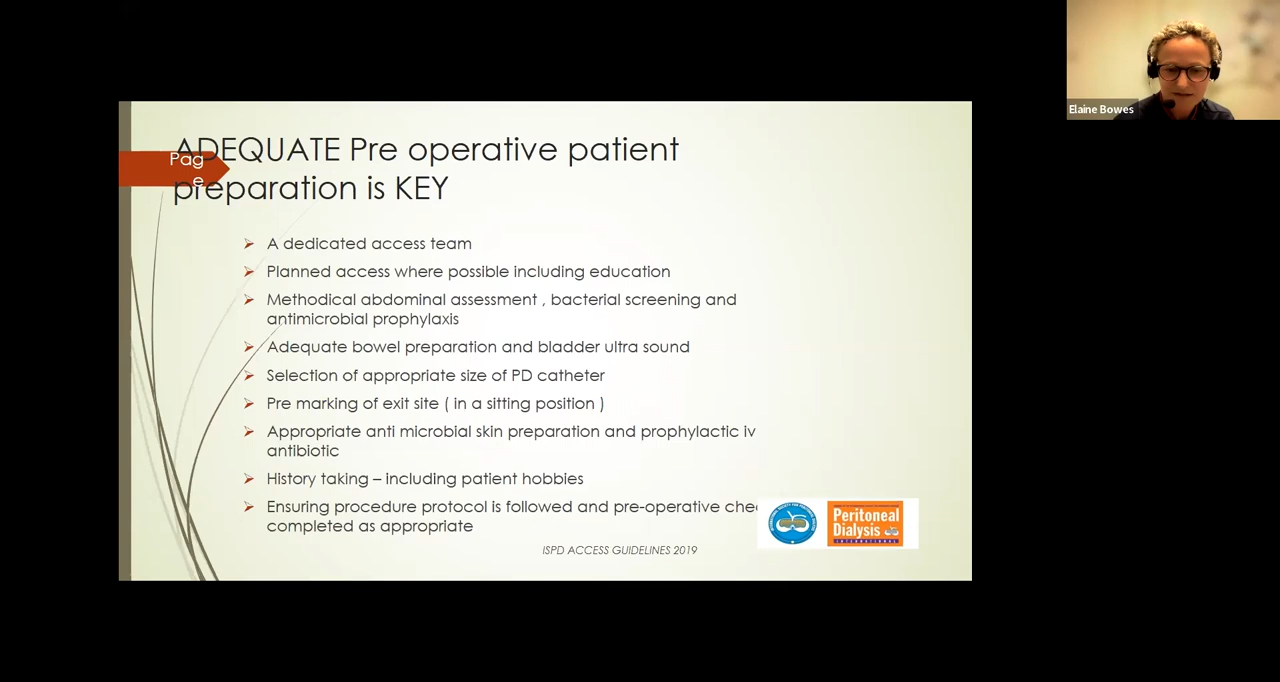 Elaine Bowes
ADEQUATE Pre operative patient
preparation is KEY
Pag
e
A dedicated access team
Planned access where possible including education
Methodical abdominal assessment , bacterial screening and
antimicrobial prophylaxis
Adequate bowel preparation and bladder ultra sound
Selection of appropriate size of PD catheter
Pre marking of exit site ( in a sitting position )
Appropriate anti microbial skin preparation and prophylactic iv
antibiotic
History taking – including patient hobbies
Ensuring procedure protocol is followed and pre-operative che
completed as appropriate
Peritoneal
Dialysis
INTERNATIONAL
ISPD ACCESS GUIDELINES 2019